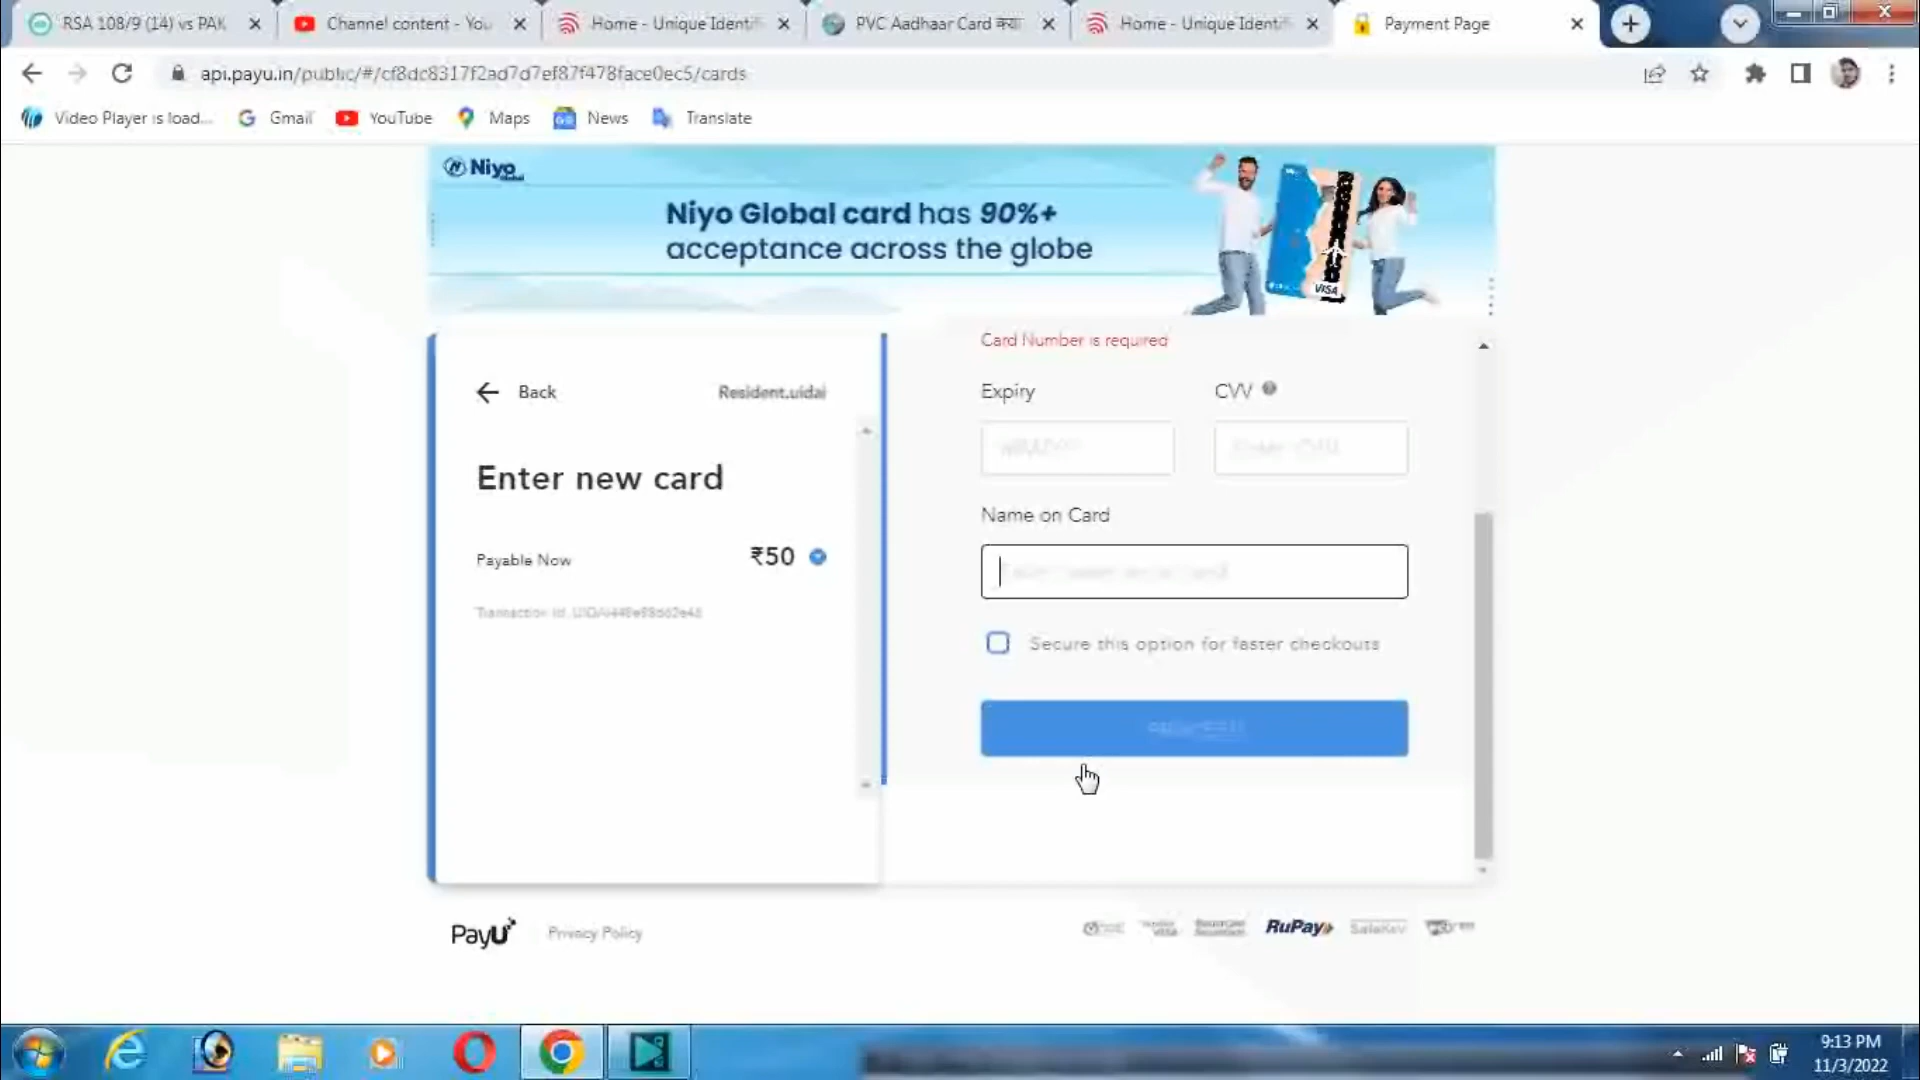 RSA 108/9 (14) vs PAK
Channel content - You
Home - Unique Identif
PVC Aadhaar Card क्या
Home - Unique Identif
Payment Page
api.payu.in/public/#/cf8dc8317f2ad7d7ef87f478face0ec5/cards
Video Player is load...
Gmail
YouTube
Maps
News
Translate
Niyo
Global
Niyo Global card has 90%+
acceptance across the globe
VISA
Card Number is required
Back
Resident.uidai
Expiry
CVV
Enter new card
Name on Card
Payable Now
₹50
Secure this option for faster checkouts
PayU
Privacy Policy
RuPay
9:13 PM
11/3/2022